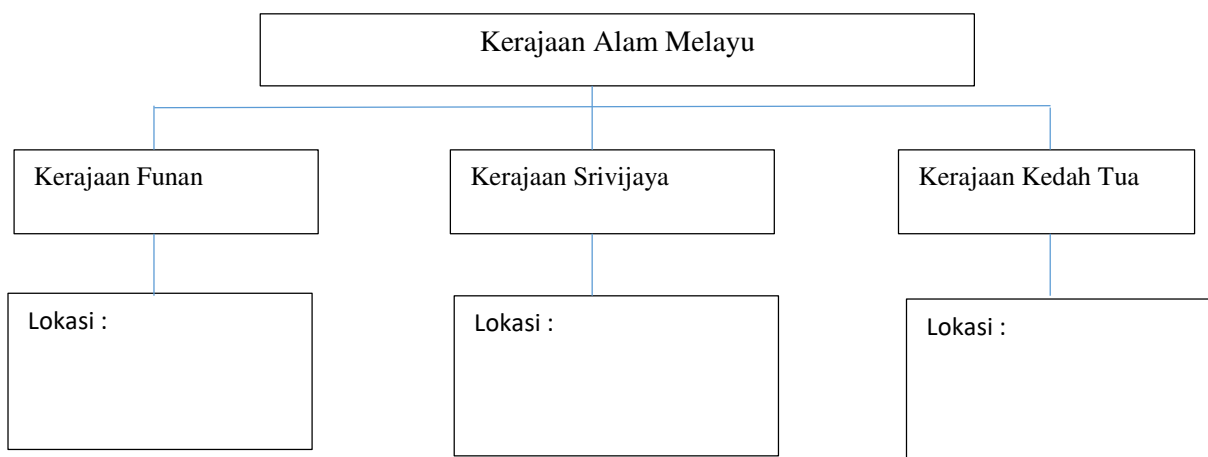 Kerajaan Alam Melayu
Kerajaan Funan
Kerajaan Srivijaya
Kerajaan Kedah Tua
Lokasi :
Lokasi :
Lokasi :